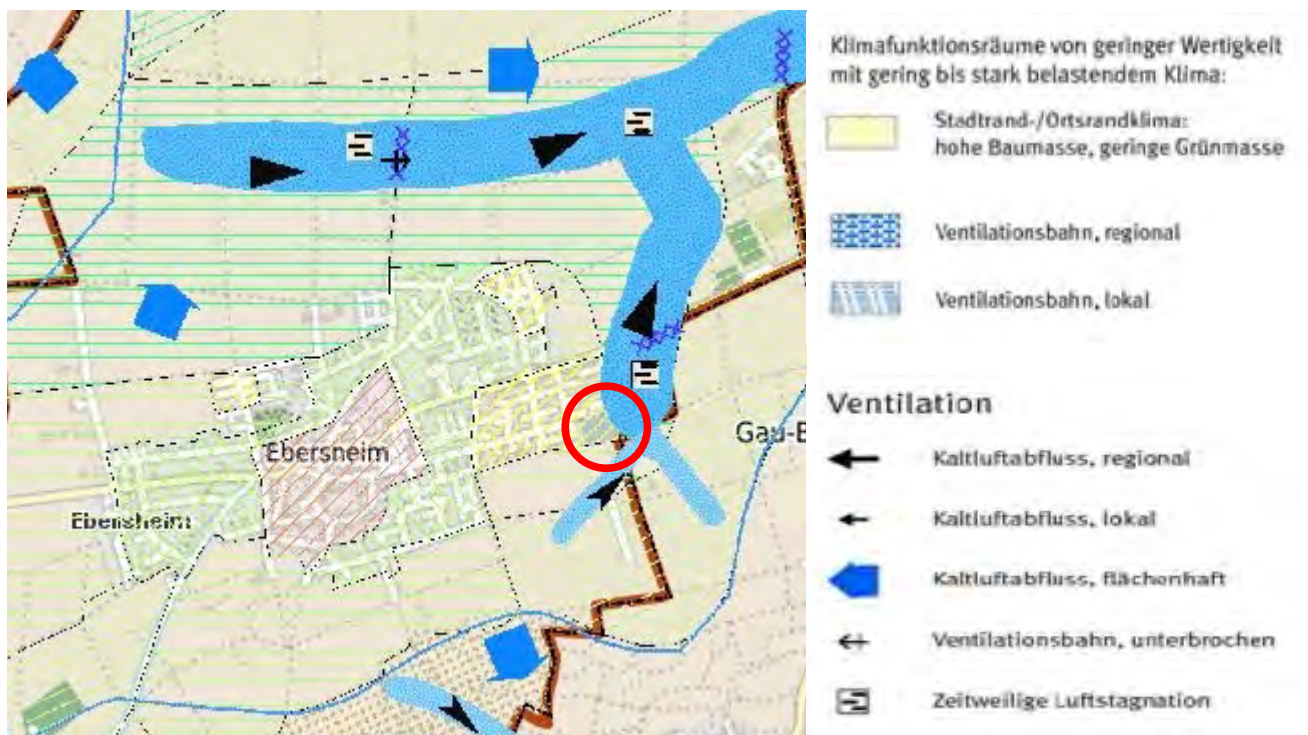 Ebersneim
Ebersheim
Gau-B
Klimafunktionsräume von geringer Wertigkeit
mit gering bis stark belastendem Klima:
Stadtrand-/Ortsrandklima:
hohe Baumasse, geringe Grünmasse
Ventilationsbahn, regional
Ventilationsbahn, lokal
Ventilation
Kaltluftabfluss, regional
Kaltluftabfluss, lokal
Kaltluftabfluss, flächenhaft
Ventilationsbahn, unterbrochen
Zeitweilige Luftstagnation